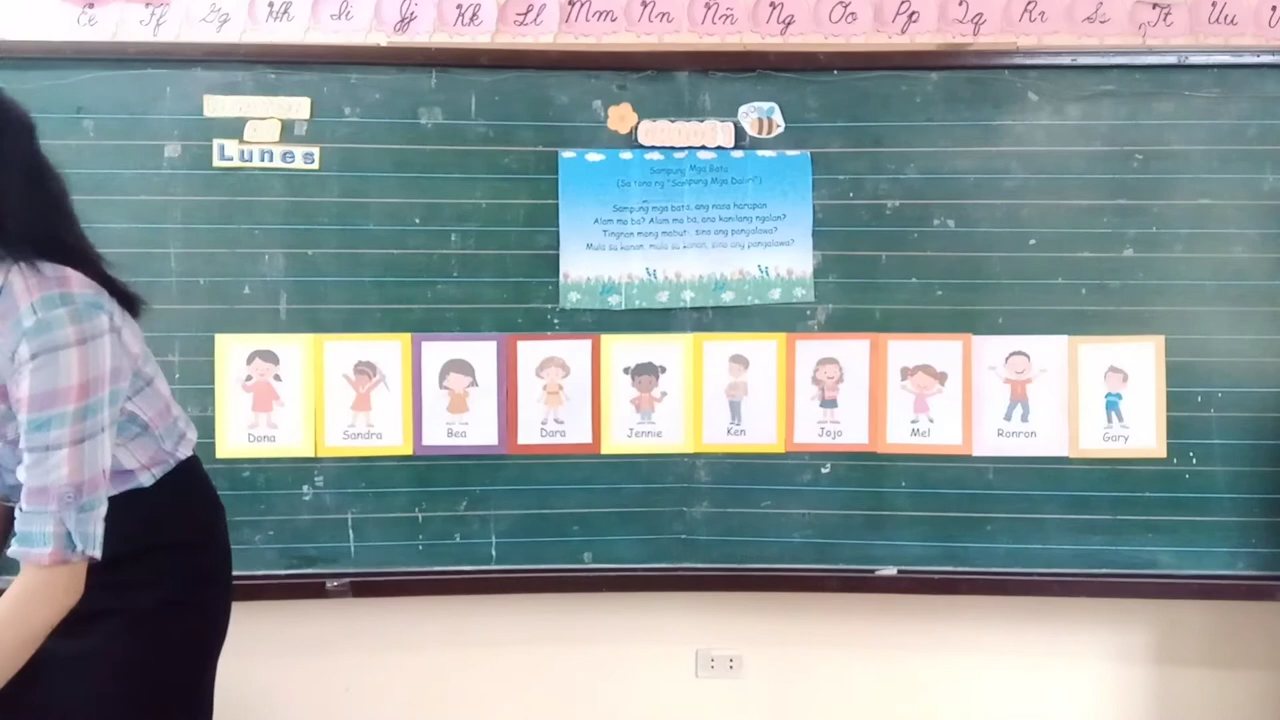 Ee Ff Gg Hh Ii Jj Kk Ll Mm Nn Ññ Ng Oo Pp Qq Rr Ss Tt Uu
Lunes
Sampung Mga Bata
(Sa tono ng "Sampung Mga Daliri")
Sampung mga bata, ang nasa harapan
Alam mo ba? Alam mo ba, ano kanilang ngalan?
Tingnan mong mabuti, sino ang pangalawa?
Mula sa kanan, mula sa kanan, sino ang pangalawa?
Dona Sandra Bea Dara Jennie Ken Jojo Mel Ronron Gary